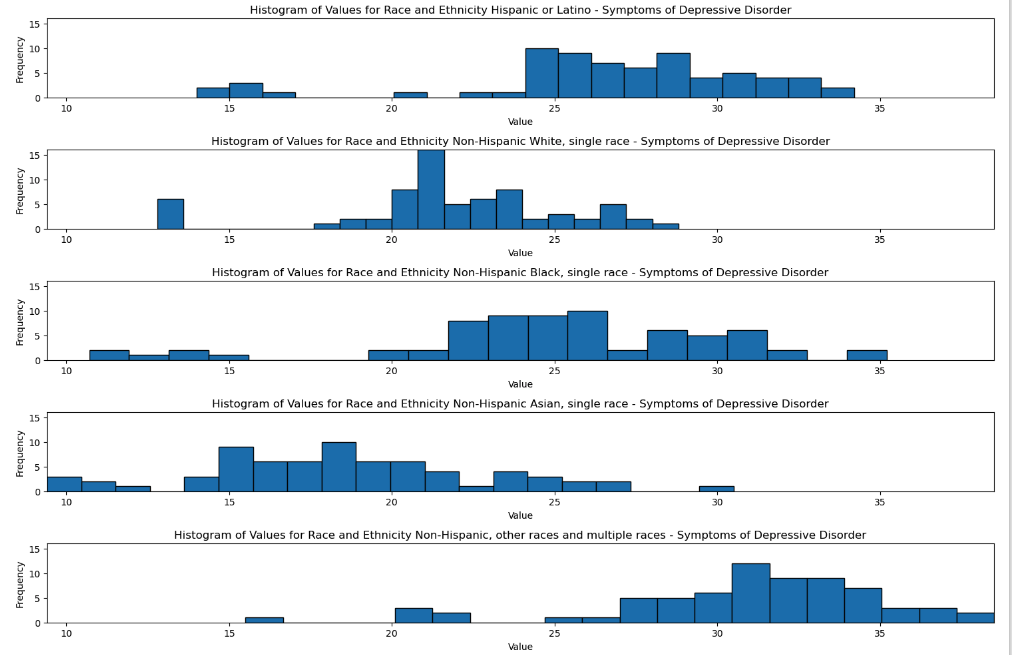 Histogram of Values for Race and Ethnicity Hispanic or Latino - Symptoms of Depressive Disorder
15
10
5
0
Frequency
10 15 20 25 30 35
Value
Histogram of Values for Race and Ethnicity Non-Hispanic White, single race - Symptoms of Depressive Disorder
15
10
5
0
Frequency
10 15 20 25 30 35
Value
Histogram of Values for Race and Ethnicity Non-Hispanic Black, single race - Symptoms of Depressive Disorder
15
10
5
0
Frequency
10 15 20 25 30 35
Value
Histogram of Values for Race and Ethnicity Non-Hispanic Asian, single race - Symptoms of Depressive Disorder
15
10
5
0
Frequency
10 15 20 25 30 35
Value
Histogram of Values for Race and Ethnicity Non-Hispanic, other races and multiple races - Symptoms of Depressive Disorder
15
10
5
0
Frequency
10 15 20 25 30 35
Value